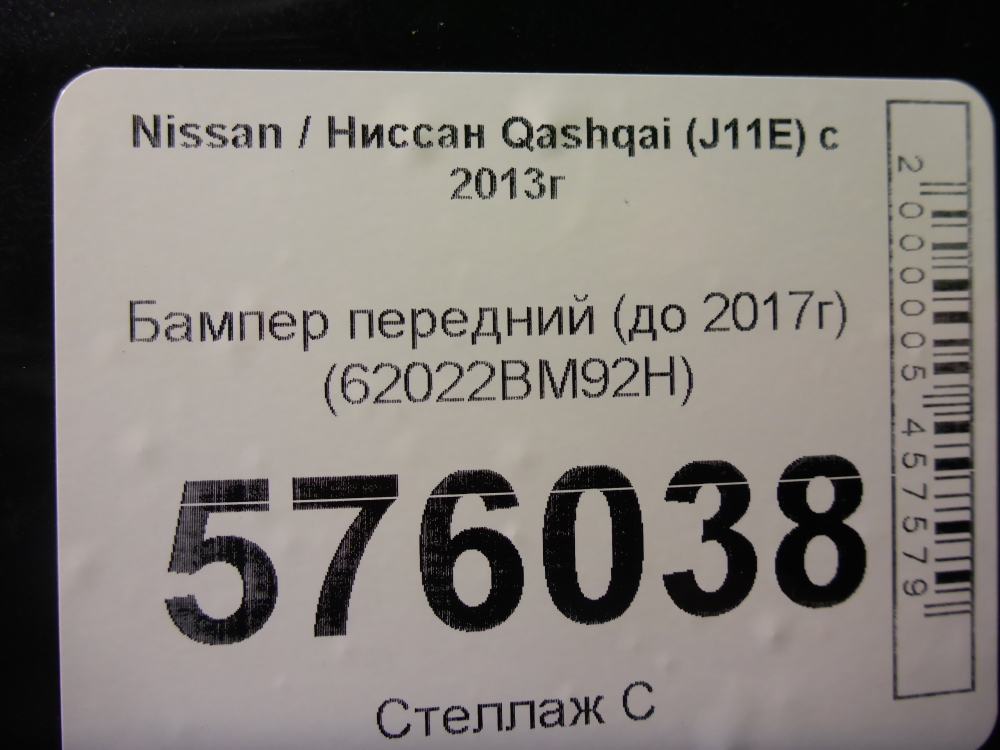 Nissan / Ниссан Qashqai (J11E) с
2013г
Бампер передний (до 2017г)
(62022BM92H)
576038
Стеллаж С
2000005457579